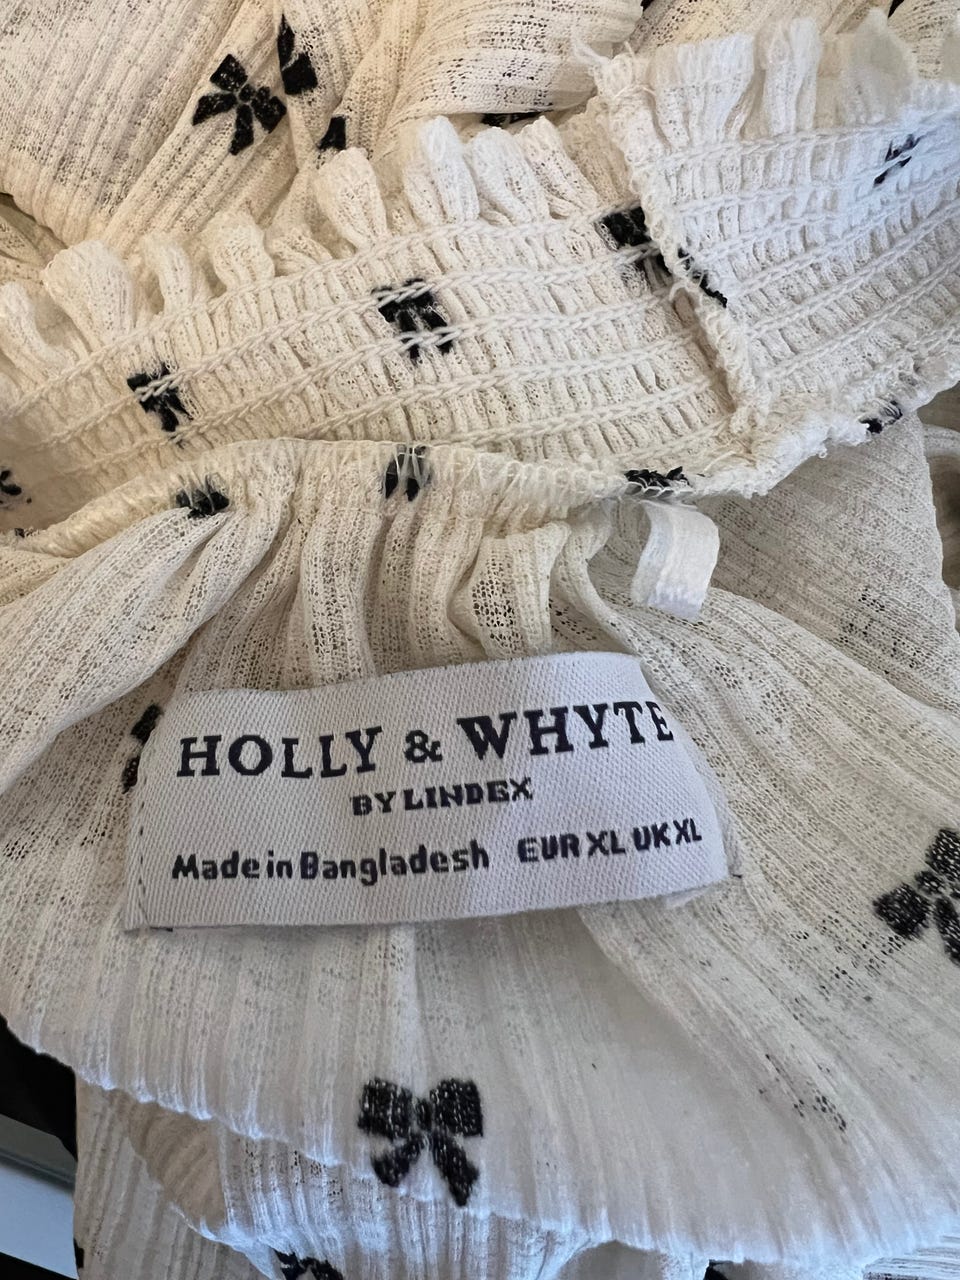 HOLLY & WHYTE
BY LINDEX
Made in Bangladesh EUR XL UK XL